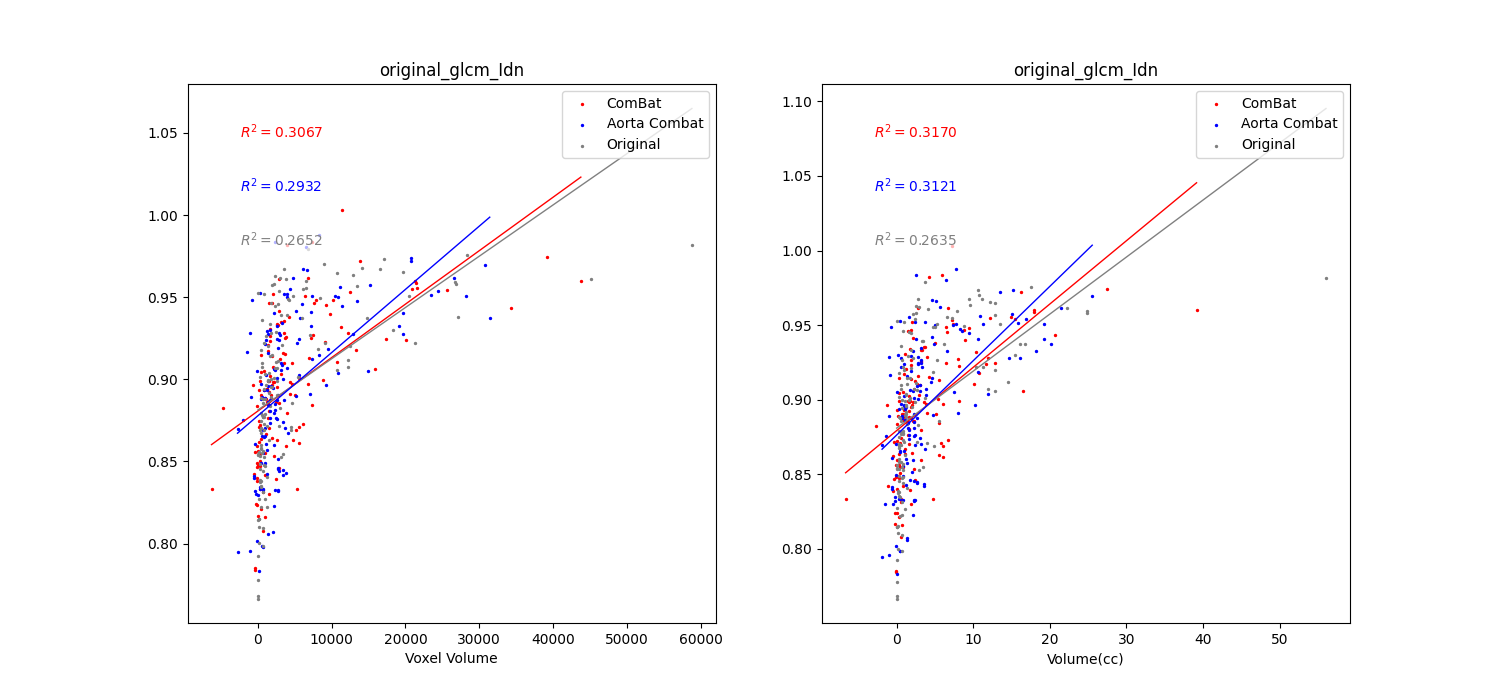 original_glcm_Idn
ComBat
Aorta Combat
Original
R² = 0.3067
R² = 0.2932
R² = 0.2652
1.05
1.00
0.95
0.90
0.85
0.80
0 10000 20000 30000 40000 50000 60000
Voxel Volume
original_glcm_Idn
ComBat
Aorta Combat
Original
R² = 0.3170
R² = 0.3121
R² = 0.2635
1.10
1.05
1.00
0.95
0.90
0.85
0.80
0 10 20 30 40 50
Volume(cc)